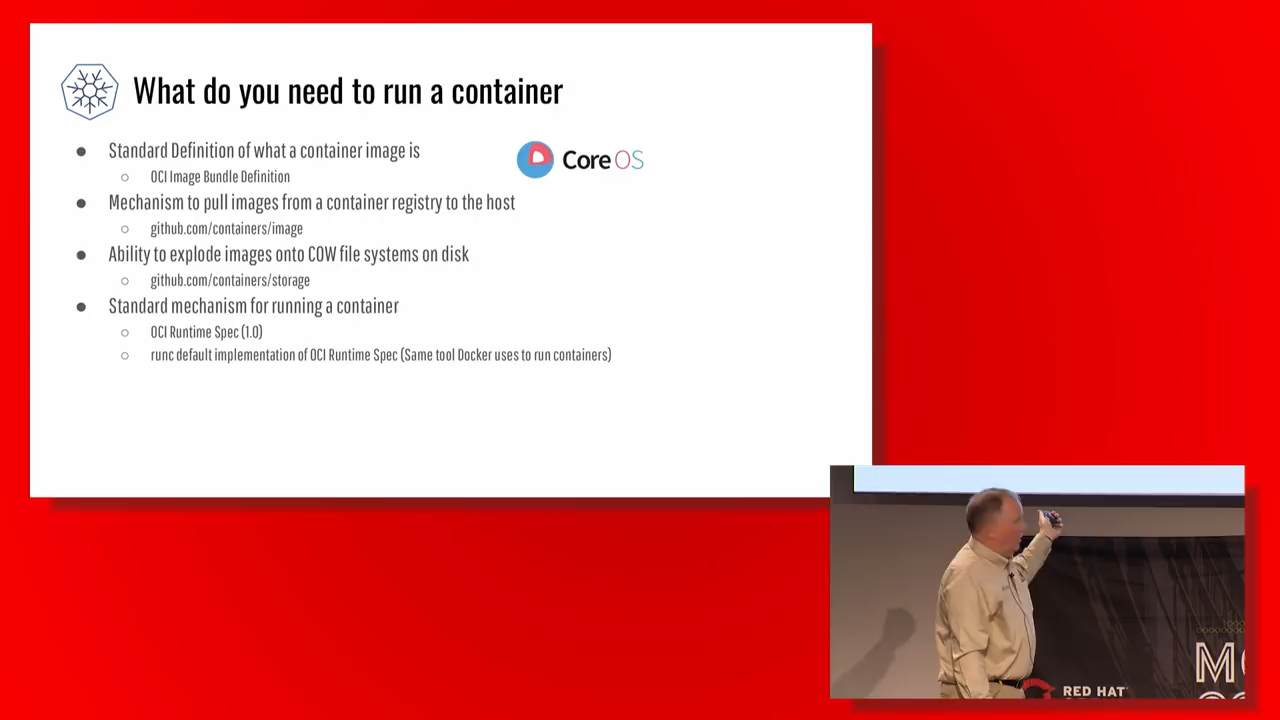 What do you need to run a container
Standard Definition of what a container image is
CoreOS
OCI Image Bundle Definition
Mechanism to pull images from a container registry to the host
github.com/containers/image
Ability to explode images onto COW file systems on disk
github.com/containers/storage
Standard mechanism for running a container
OCI Runtime Spec (1.0)
runc default implementation of OCI Runtime Spec (Same tool Docker uses to run containers)
RED HAT